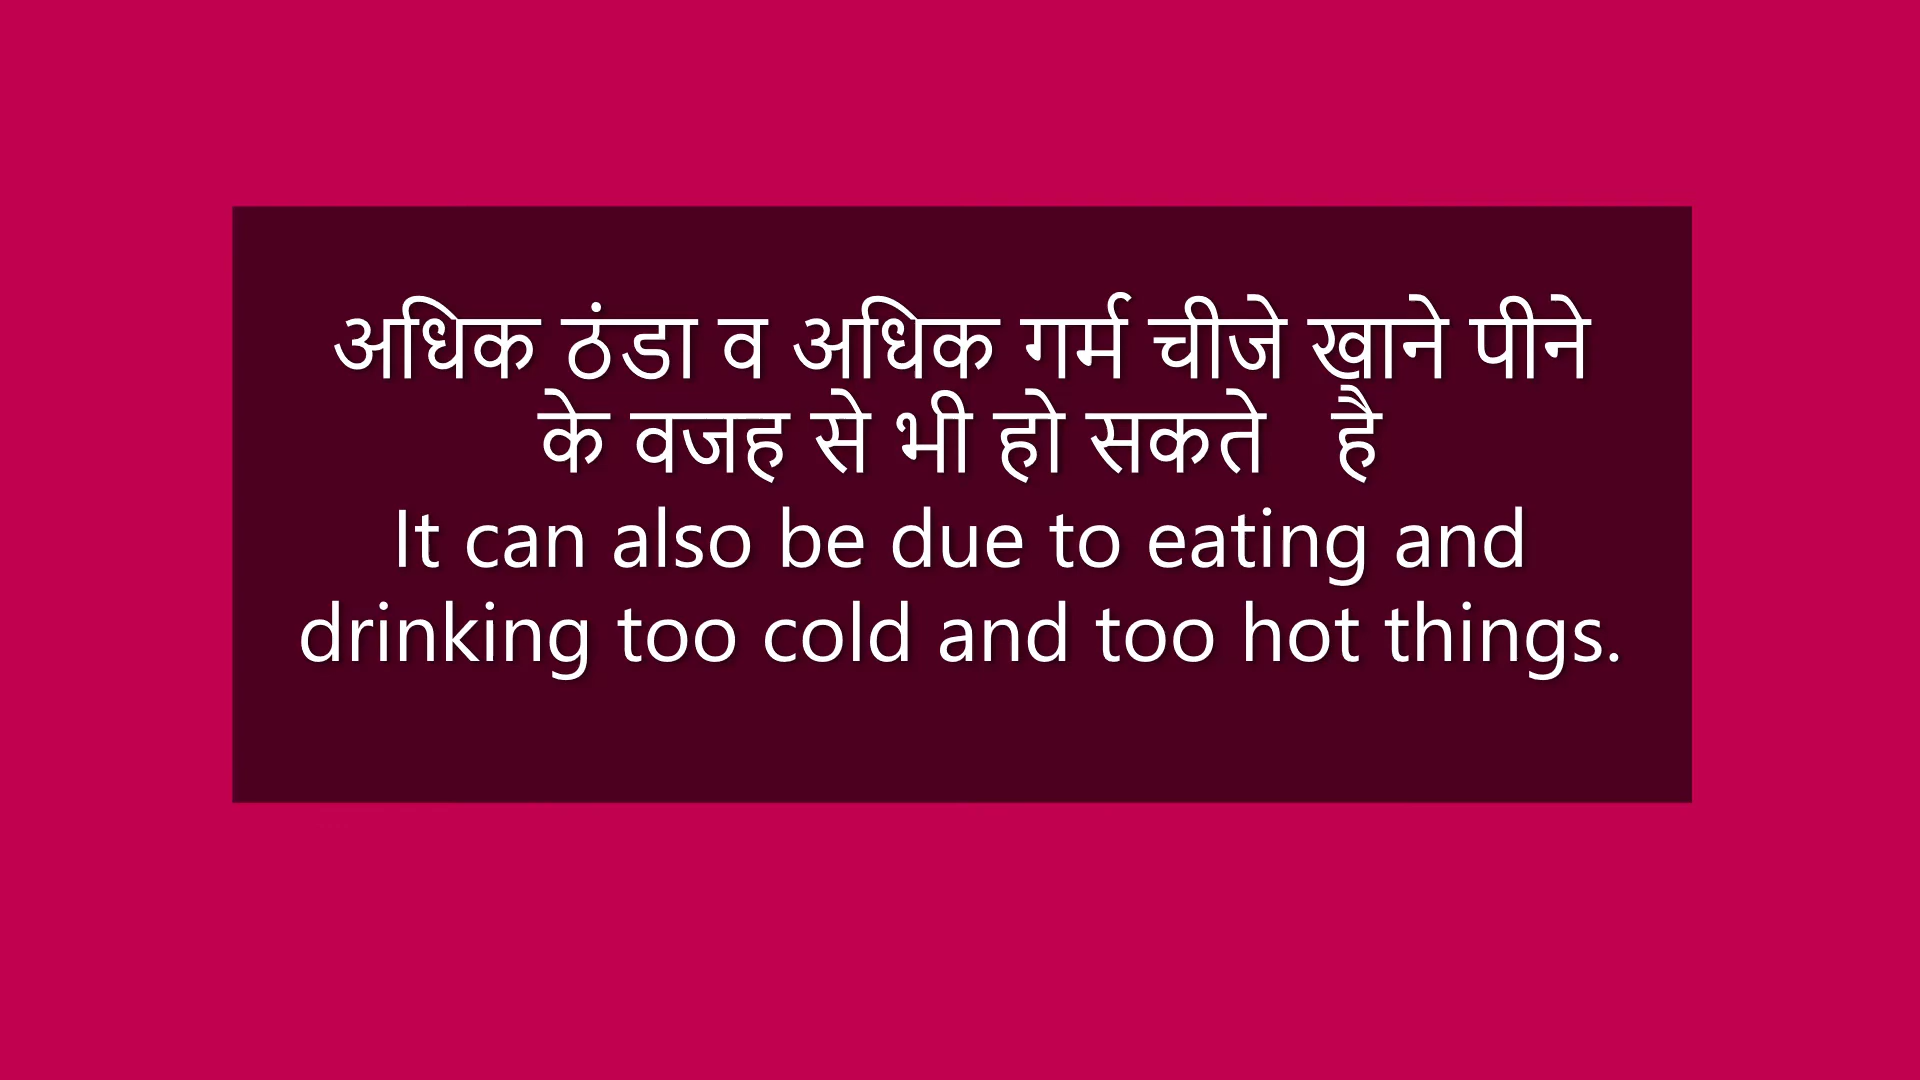 अधिक ठंडा व अधिक गर्म चीजे खाने पीने
के वजह से भी हो सकते है
It can also be due to eating and
drinking too cold and too hot things.